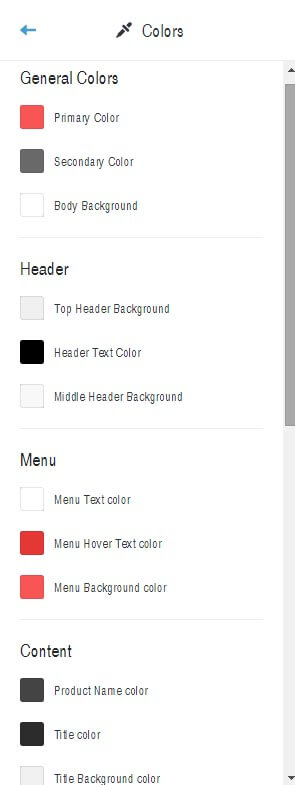 Colors
General Colors
Primary Color
Secondary Color
Body Background
Header
Top Header Background
Header Text Color
Middle Header Background
Menu
Menu Text color
Menu Hover Text color
Menu Background color
Content
Product Name color
Title color
Title Background color